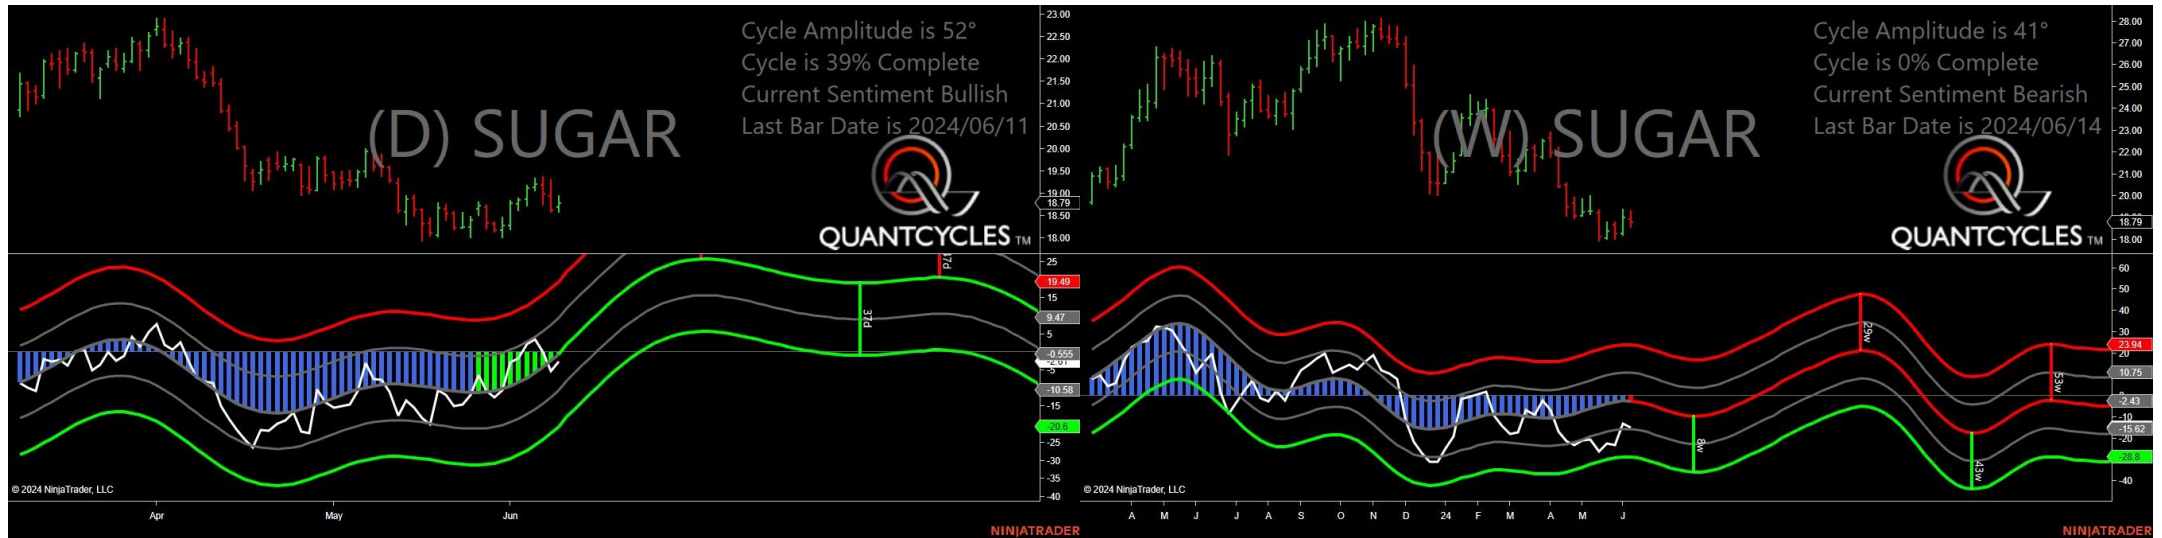 Cycle Amplitude is 52°
Cycle is 39% Complete
Current Sentiment Bullish
Last Bar Date is 2024/06/11
(D) SUGAR
QUANTCYCLES TM
23.00
22.50
22.00
21.50
21.00
20.50
20.00
19.50
19.00
18.79
18.50
18.00
25
19.49
15
9.47
5
-0.555
-5
-10.58
-15
-20.6
-25
-30
-35
-40
37d
© 2024 NinjaTrader, LLC
Apr May Jun
NINJATRADER
Cycle Amplitude is 41°
Cycle is 0% Complete
Current Sentiment Bearish
Last Bar Date is 2024/06/14
(W) SUGAR
QUANTCYCLES TM
28.00
27.00
26.00
25.00
24.00
23.00
22.00
21.00
20.00
18.79
18.00
60
50
40
30
23.94
20
10.75
-2.43
-10
-15.62
-20
-28.8
-40
29w
53w
8w
43w
© 2024 NinjaTrader, LLC
A M J J A S O N D 24 F M A M J
NINJATRADER